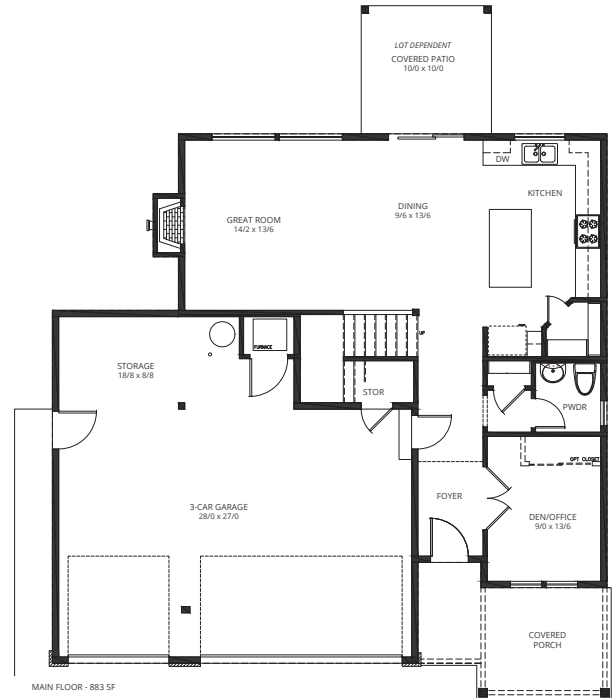 LOT DEPENDENT
COVERED PATIO
10/0 x 10/0
DW
KITCHEN
DINING
9/6 x 13/6
GREAT ROOM
14/2 x 13/6
UP
FURNACE
STORAGE
18/8 x 8/8
STOR
PWDR
OPT CLOSET
FOYER
DEN/OFFICE
9/0 x 13/6
3-CAR GARAGE
28/0 x 27/0
COVERED
PORCH
MAIN FLOOR - 883 SF